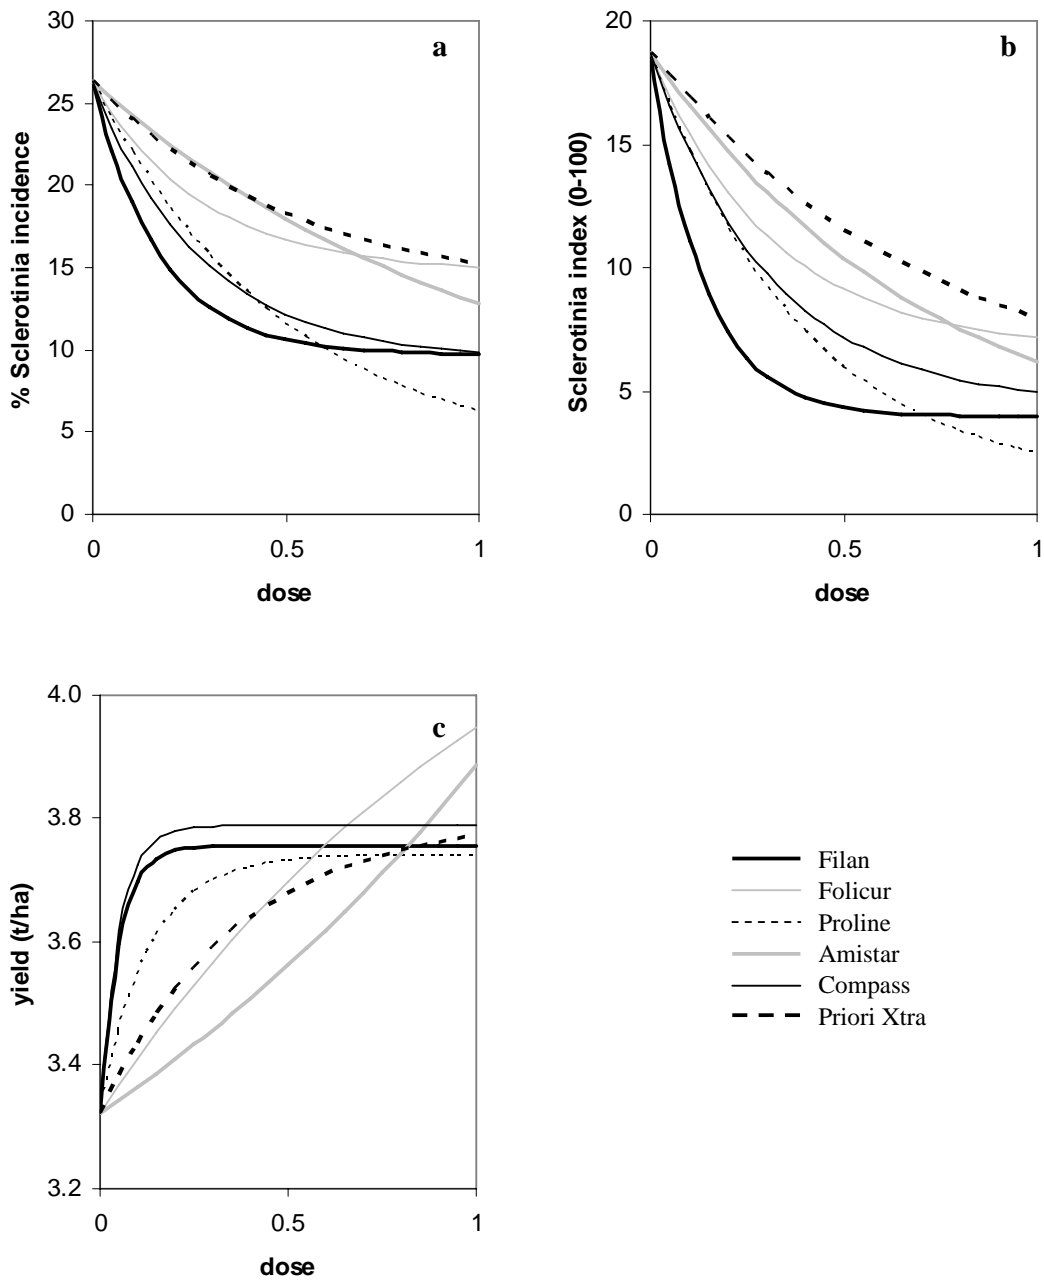 a
% Sclerotinia incidence
30
25
20
15
10
5
0
0 0.5 1
dose
b
Sclerotinia index (0-100)
20
15
10
5
0
0 0.5 1
dose
c
yield (t/ha)
4.0
3.8
3.6
3.4
3.2
0 0.5 1
dose
Filan
Folicur
Proline
Amistar
Compass
Priori Xtra